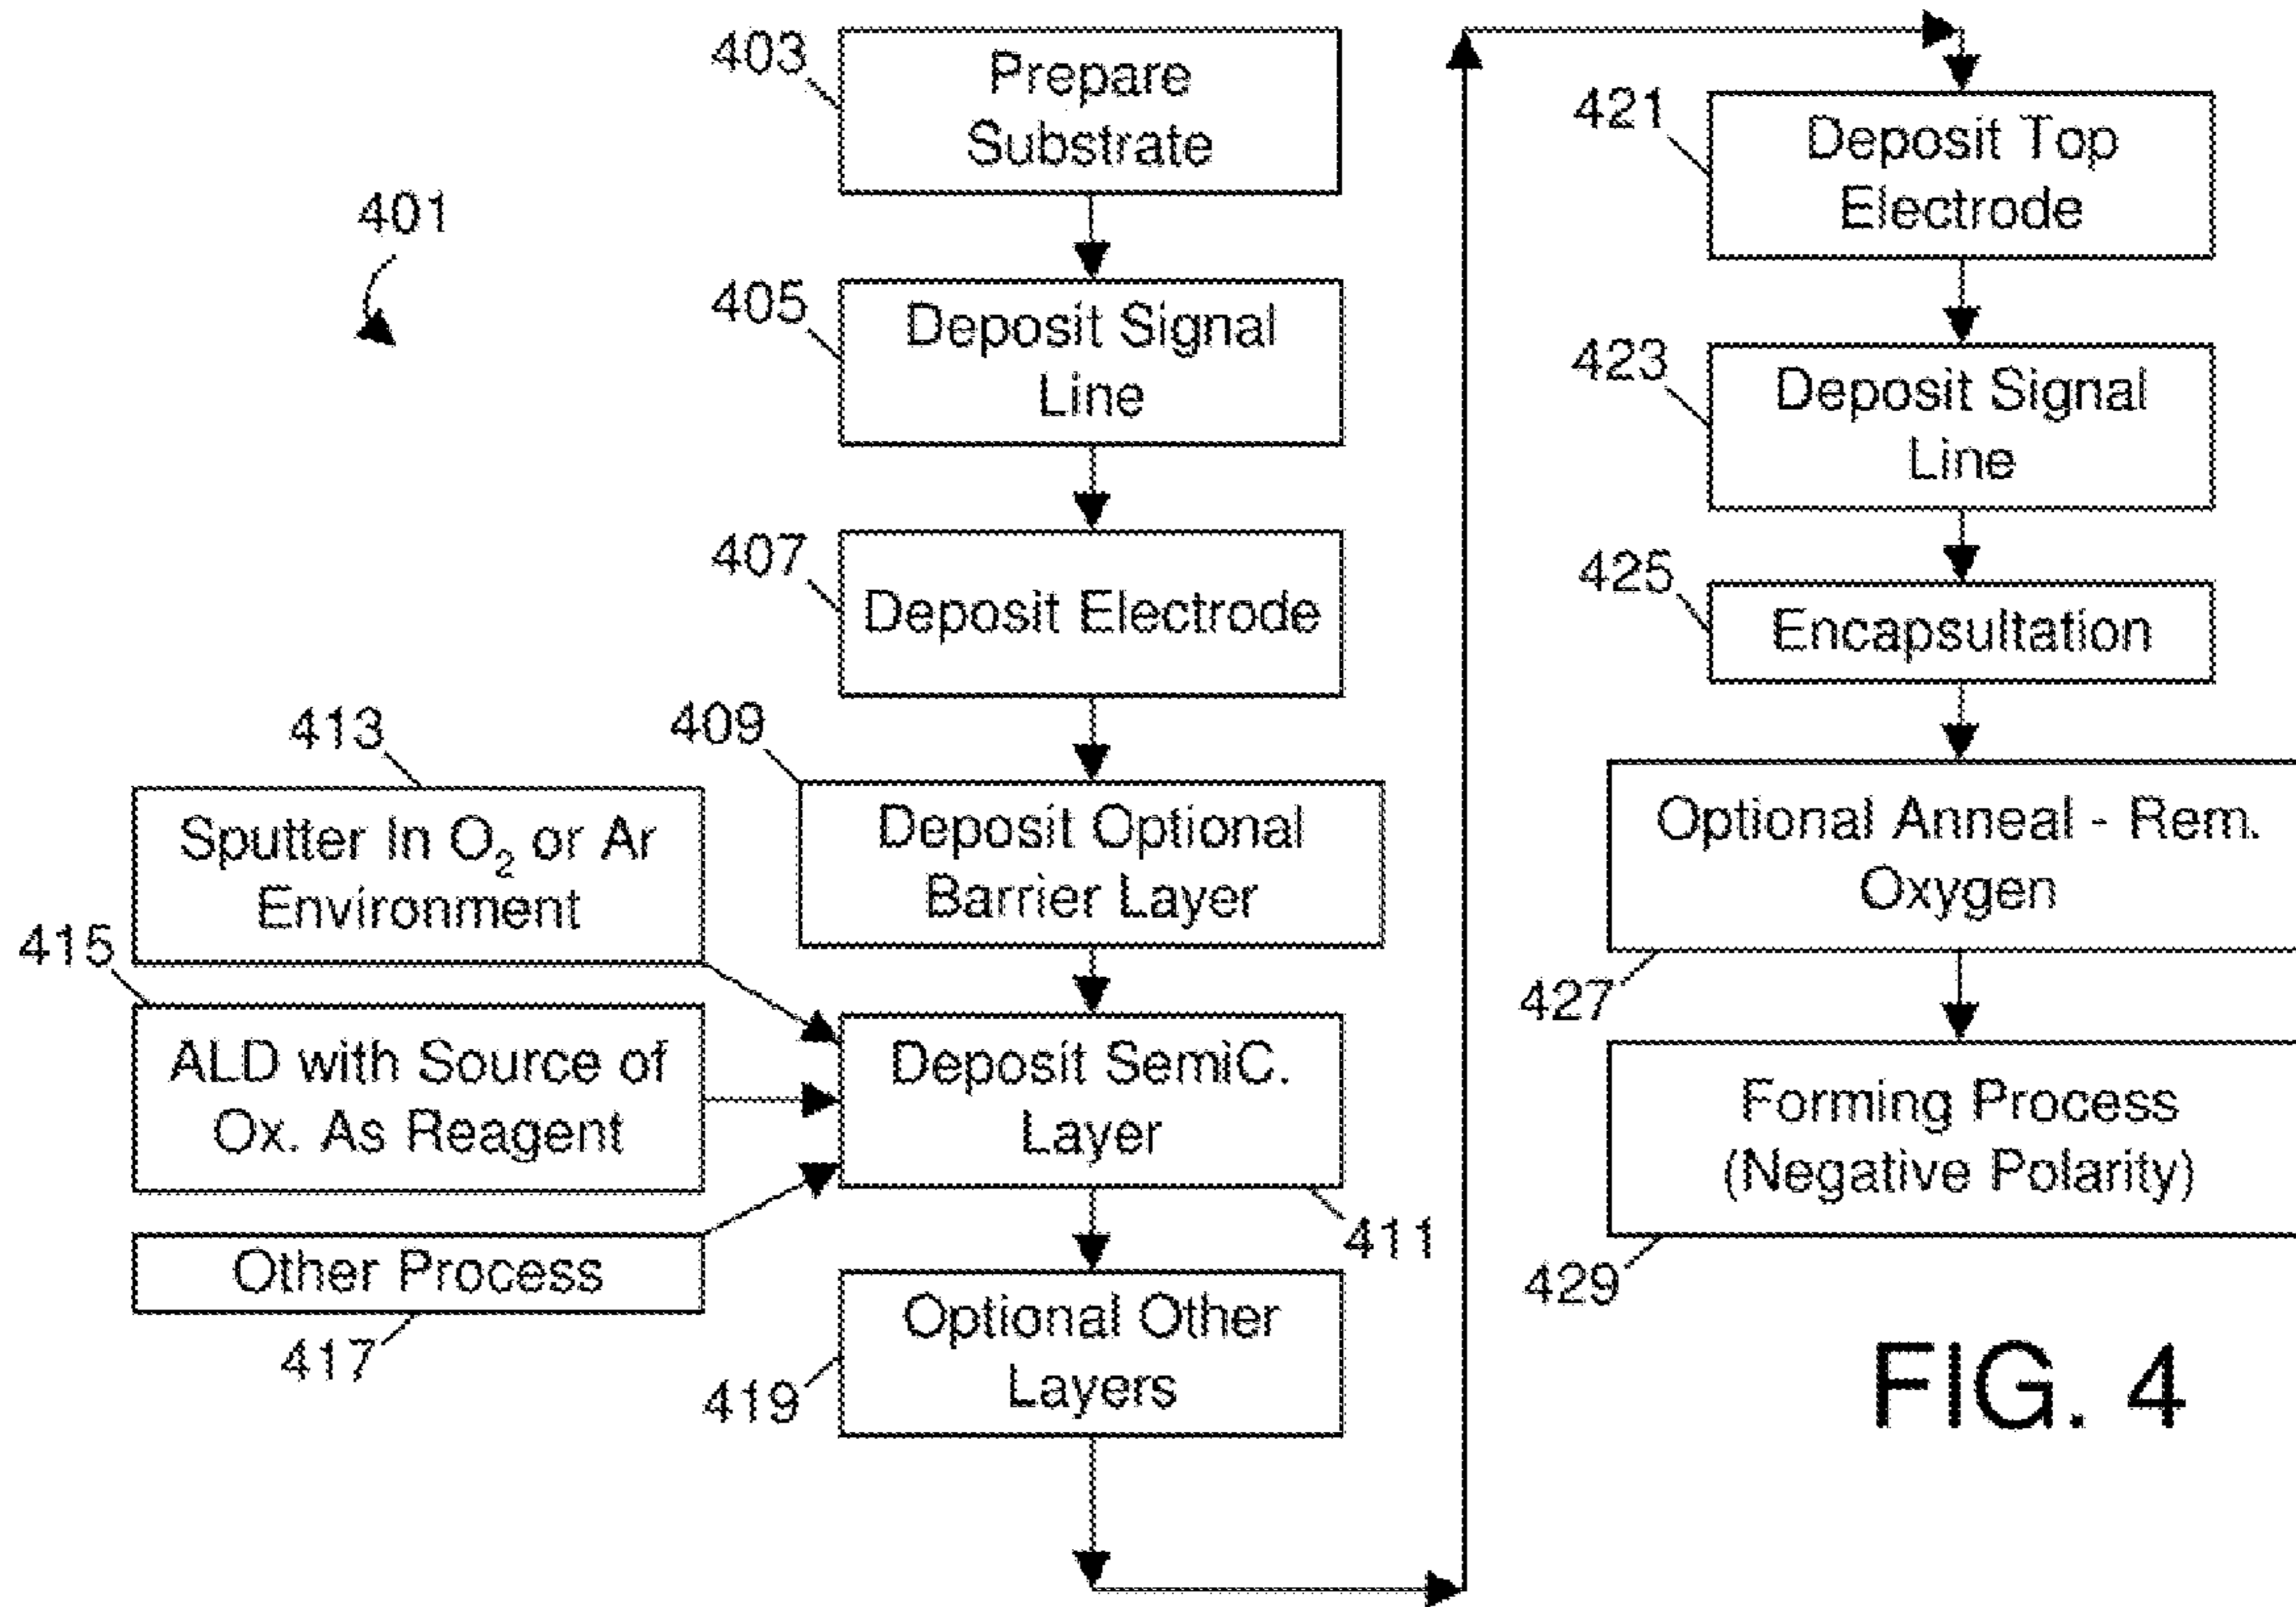 401
403
Prepare
Substrate
405
Deposit Signal
Line
407
Deposit Electrode
409
Deposit Optional
Barrier Layer
413
Sputter In O₂ or Ar
Environment
415
ALD with Source of
Ox. As Reagent
Other Process
417
Deposit SemiC.
Layer
411
Optional Other
Layers
419
421
Deposit Top
Electrode
423
Deposit Signal
Line
425
Encapsultation
Optional Anneal - Rem.
Oxygen
427
Forming Process
(Negative Polarity)
429
FIG. 4